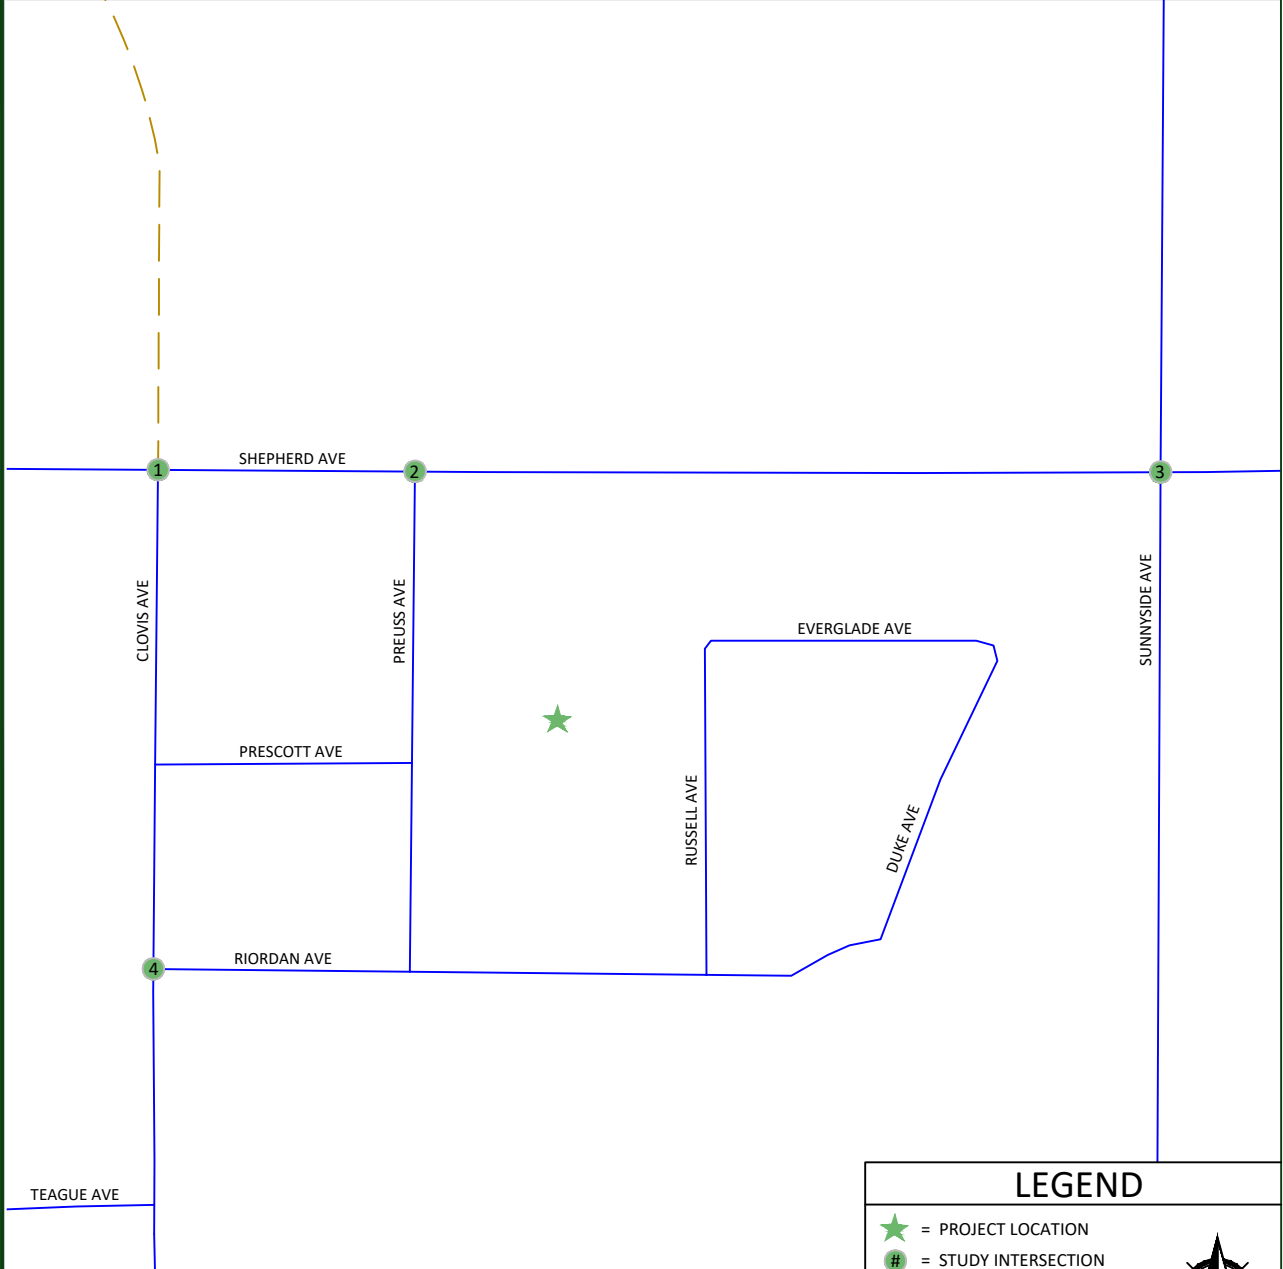 SHEPHERD AVE
1
2
3
CLOVIS AVE
PREUSS AVE
SUNNYSIDE AVE
EVERGLADE AVE
PRESCOTT AVE
RUSSELL AVE
DUKE AVE
RIORDAN AVE
4
TEAGUE AVE
LEGEND
= PROJECT LOCATION
# = STUDY INTERSECTION